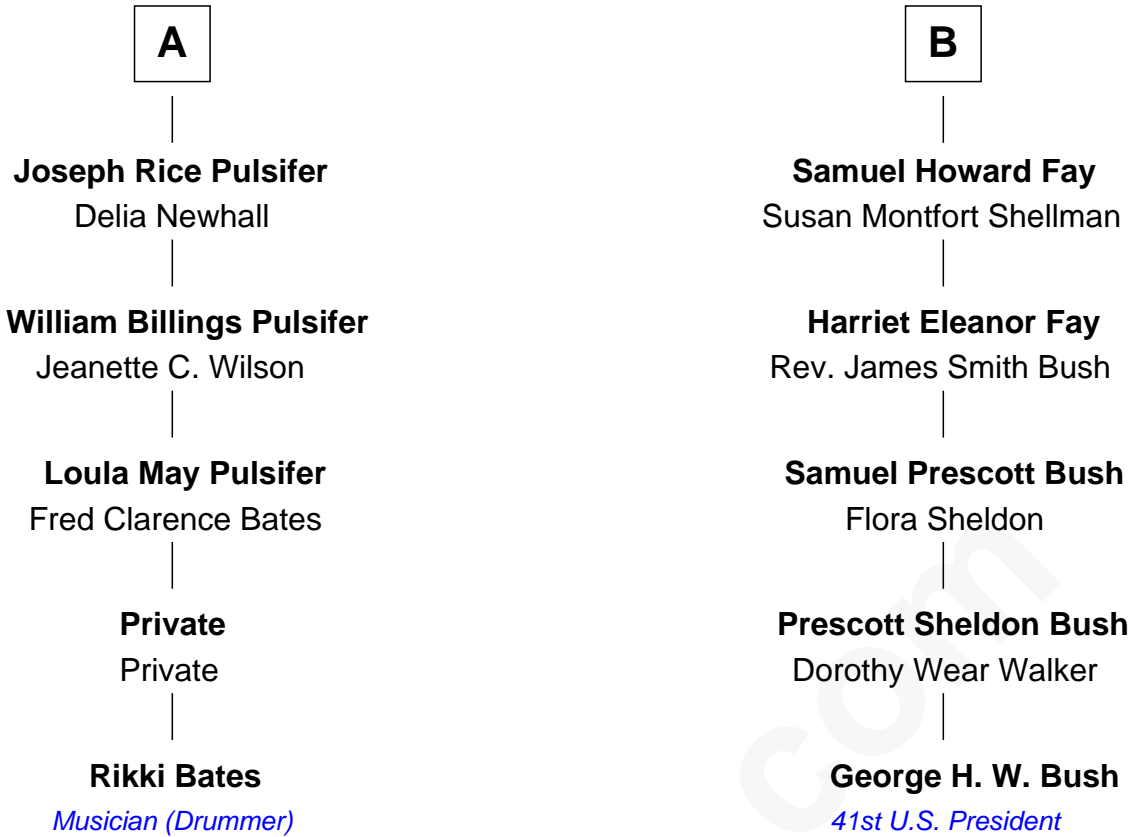 A
Joseph Rice Pulsifer
Delia Newhall
William Billings Pulsifer
Jeanette C. Wilson
Loula May Pulsifer
Fred Clarence Bates
Private
Private
Rikki Bates
Musician (Drummer)
B
Samuel Howard Fay
Susan Montfort Shellman
Harriet Eleanor Fay
Rev. James Smith Bush
Samuel Prescott Bush
Flora Sheldon
Prescott Sheldon Bush
Dorothy Wear Walker
George H. W. Bush
41st U.S. President
com